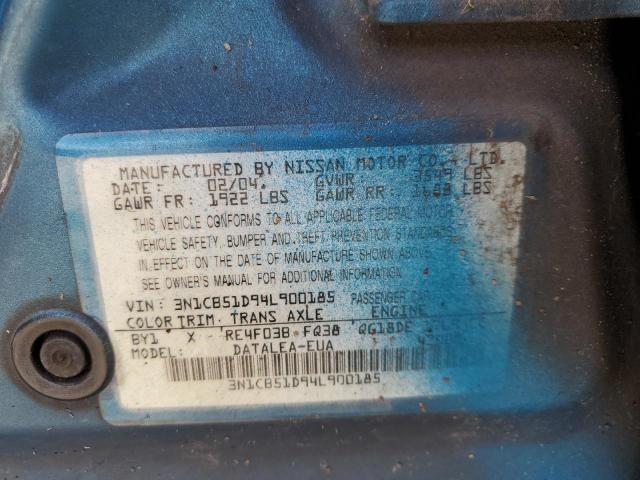 MANUFACTURED BY NISSAN MOTOR CO., LTD.
DATE: 02/04. GVWR 3549 LBS
GAWR FR: 1922 LBS GAWR RR: LBS
THIS VEHICLE CONFORMS TO ALL APPLICABLE FEDERAL MOTOR
VEHICLE SAFETY, BUMPER AND THEFT PREVENTION STANDARDS
IN EFFECT ON THE DATE OF MANUFACTURE SHOWN ABOVE.
SEE OWNER'S MANUAL FOR ADDITIONAL INFORMATION
VIN: 3N1CB51D94L900185 PASSENGER CAR
COLOR TRIM. TRANS AXLE ENGINE
BY1 X RE4F03B FQ38 QG18DE
MODEL: DATALEA-EUA
3N1CB51D94L900185